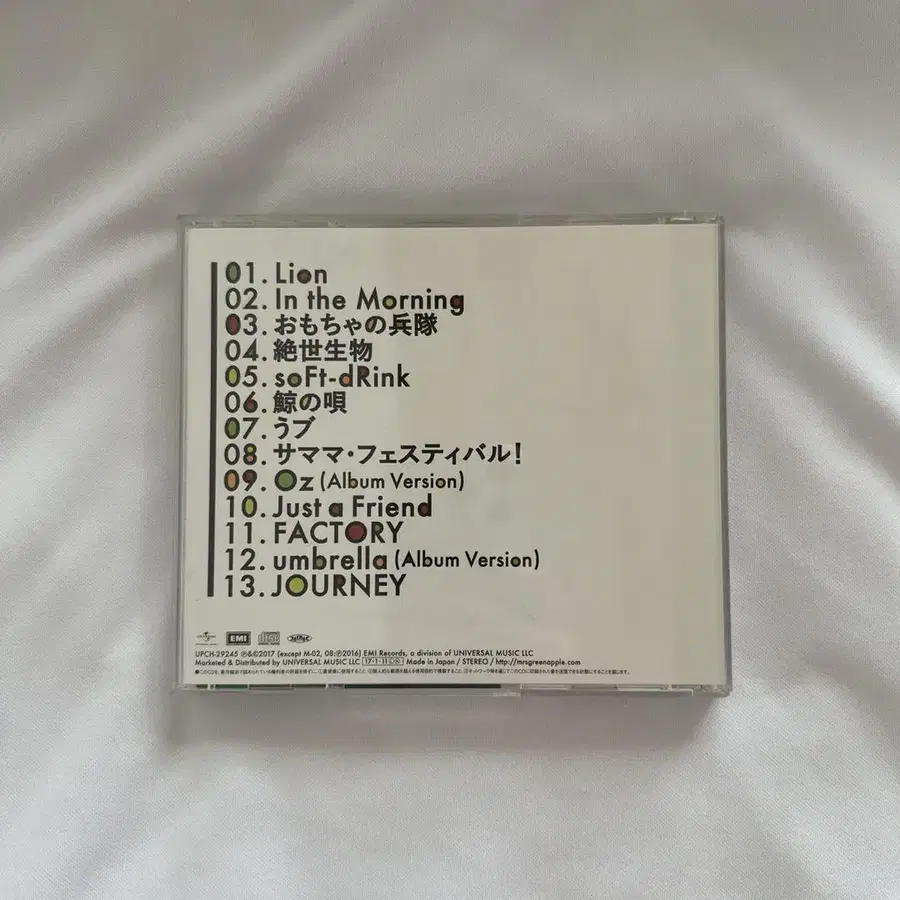 01. Lion
02. In the Morning
03. おもちゃの兵隊
04. 絶世生物
05. soFt-dRink
06. 鯨の唄
07. うブ
08. サママ・フェスティバル!
09. Oz (Album Version)
10. Just a Friend
11. FACTORY
12. umbrella (Album Version)
13. JOURNEY
EMI
UPCH-29245 ℗&©2017 (except M-02, 08:℗2016) EMI Records, a division of UNIVERSAL MUSIC LLC
Marketed & Distributed by UNIVERSAL MUSIC LLC 17·1·11 Made in Japan / STEREO / http://mrsgreenapple.com